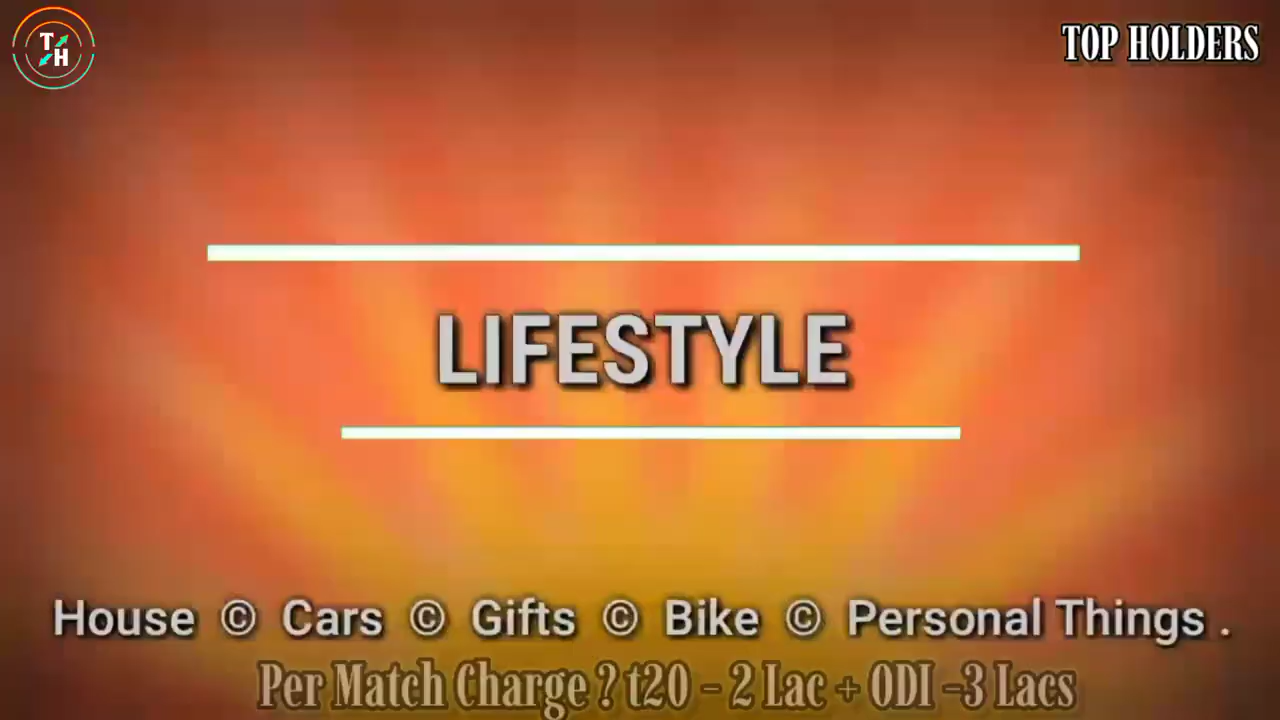 TH
TOP HOLDERS
LIFESTYLE
House © Cars © Gifts © Bike © Personal Things .
Per Match Charge ? t20 - 2 Lac + ODI -3 Lacs